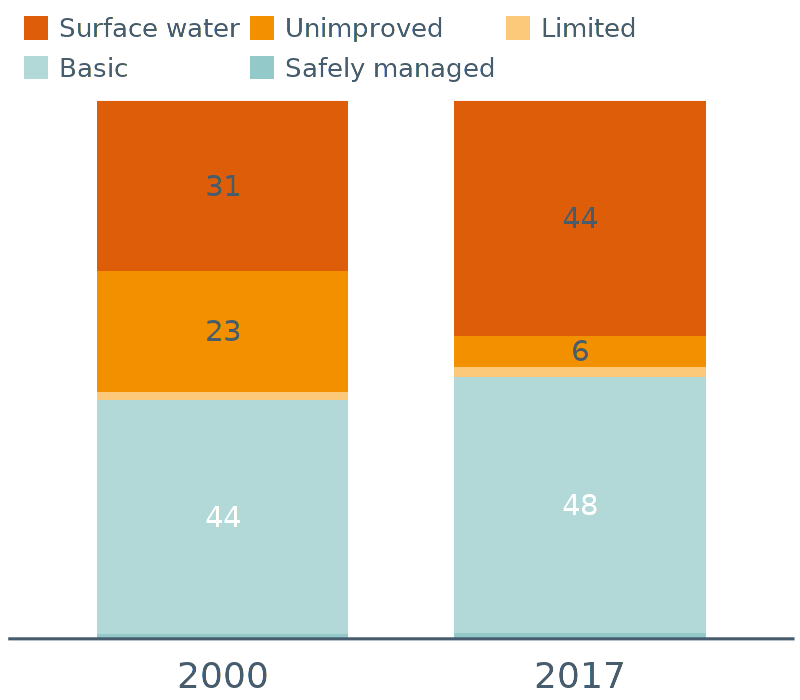 Surface water Unimproved Limited
Basic Safely managed
31 44
23 6
44 48
2000 2017